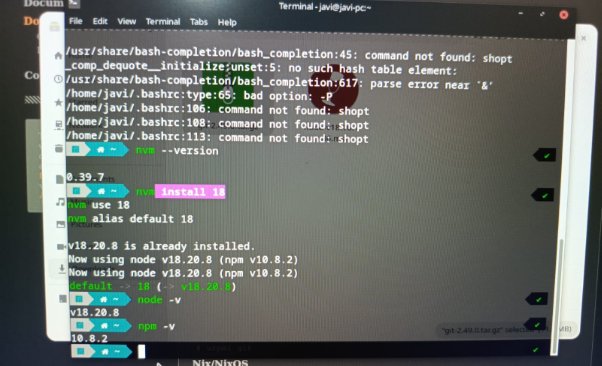 Docum
Terminal - javi@javi-pc:~
File Edit View Terminal Tabs Help
/usr/share/bash-completion/bash_completion:45: command not found: shopt
_comp_dequote__initialize:unset:5: no such hash table element:
/usr/share/bash-completion/bash_completion:617: parse error near `&'
/home/javi/.bashrc:type:65: bad option: -P
/home/javi/.bashrc:106: command not found: shopt
/home/javi/.bashrc:108: command not found: shopt
/home/javi/.bashrc:113: command not found: shopt
~ nvm --version
0.39.7
~ nvm install 18
nvm use 18
nvm alias default 18
Pictures
v18.20.8 is already installed.
Now using node v18.20.8 (npm v10.8.2)
Now using node v18.20.8 (npm v10.8.2)
default -> 18 (-> v18.20.8)
~ node -v
v18.20.8
~ npm -v
"git-2.49.0.tar.gz" selected
MB)
10.8.2
~
Nix/NixOS